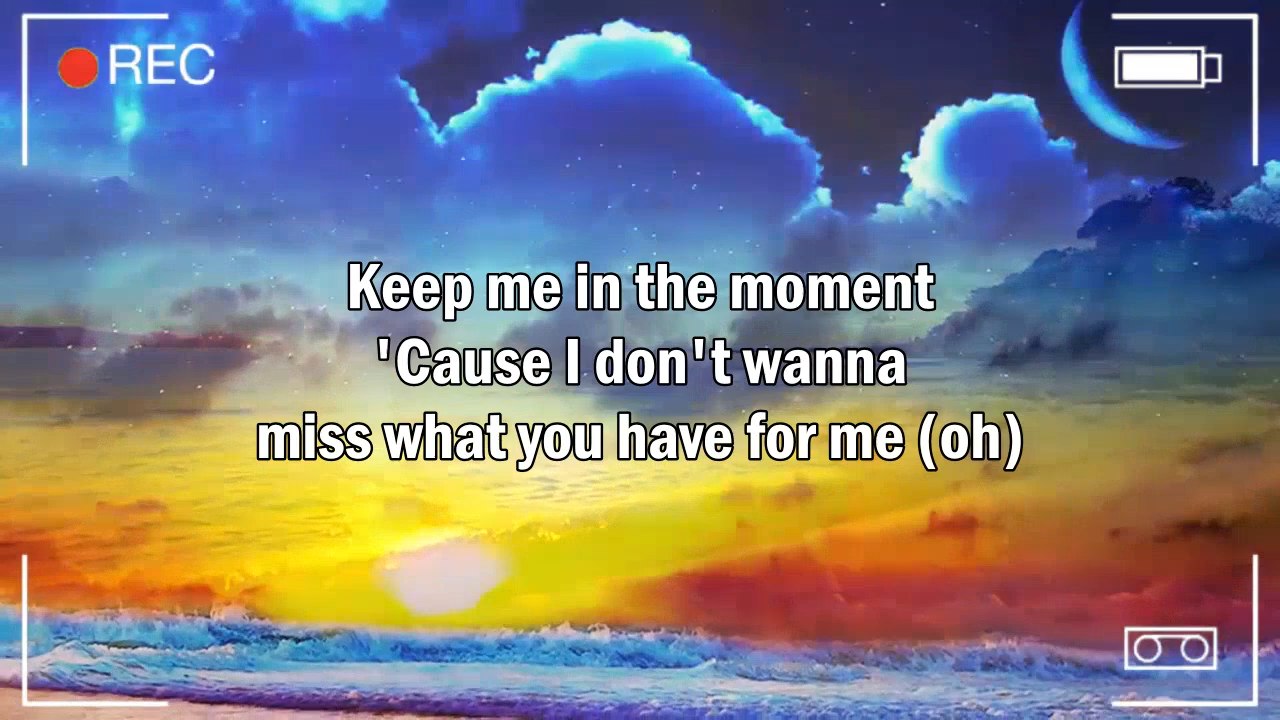 REC
Keep me in the moment
'Cause I don't wanna
miss what you have for me (oh)